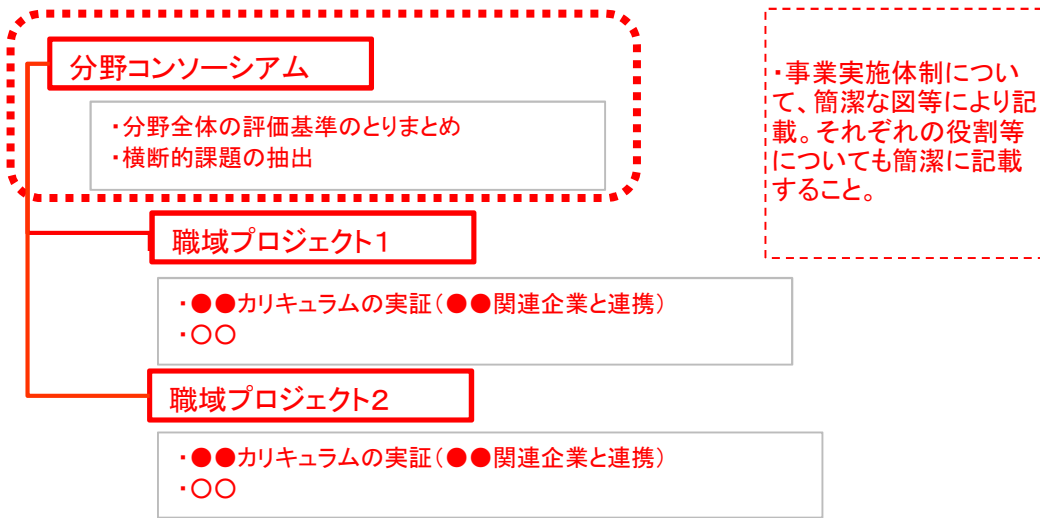 分野コンソーシアム
・分野全体の評価基準のとりまとめ
・横断的課題の抽出
職域プロジェクト１
・●●カリキュラムの実証（●●関連企業と連携）
・○○
職域プロジェクト２
・●●カリキュラムの実証（●●関連企業と連携）
・○○
・事業実施体制につい
て、簡潔な図等により記
載。それぞれの役割等
についても簡潔に記載
すること。